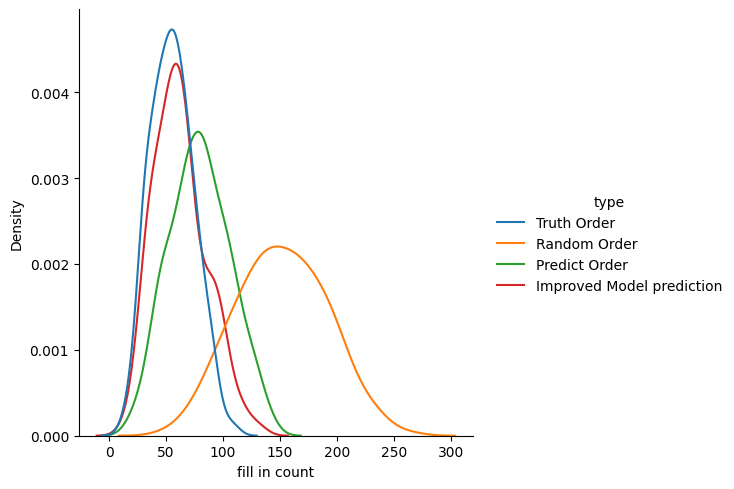 0.004
0.003
0.002
0.001
0.000
Density
0
50
100
150
200
250
300
fill in count
type
Truth Order
Random Order
Predict Order
Improved Model prediction